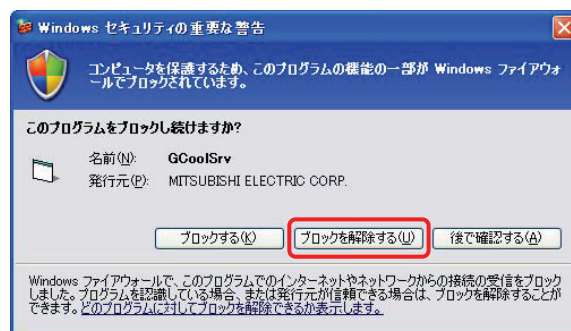 Windows セキュリティの重要な警告
コンピュータを保護するため、このプログラムの機能の一部が Windows ファイアウォ
ールでブロックされています。
このプログラムをブロックし続けますか?
名前(N): GCoolSrv
発行元(P): MITSUBISHI ELECTRIC CORP.
ブロックする(K) ブロックを解除する(U) 後で確認する(A)
Windows ファイアウォールで、このプログラムでのインターネットやネットワークからの接続の受信をブロック
しました。プログラムを認識している場合、または発行元が信頼できる場合は、ブロックを解除することが
できます。どのプログラムに対してブロックを解除できるか表示します。